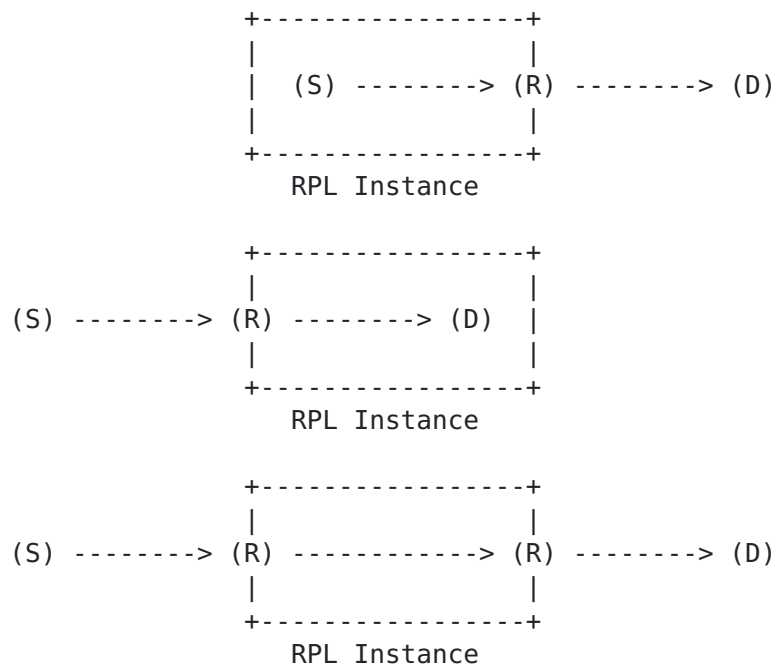 +-----------------+
|                 |
|  (S) --------> (R) --------> (D)
|                 |
+-----------------+
RPL Instance
+-----------------+
|                 |
(S) --------> (R) --------> (D)  |
|                 |
+-----------------+
RPL Instance
+-----------------+
|                 |
(S) --------> (R) ------------> (R) --------> (D)
|                 |
+-----------------+
RPL Instance